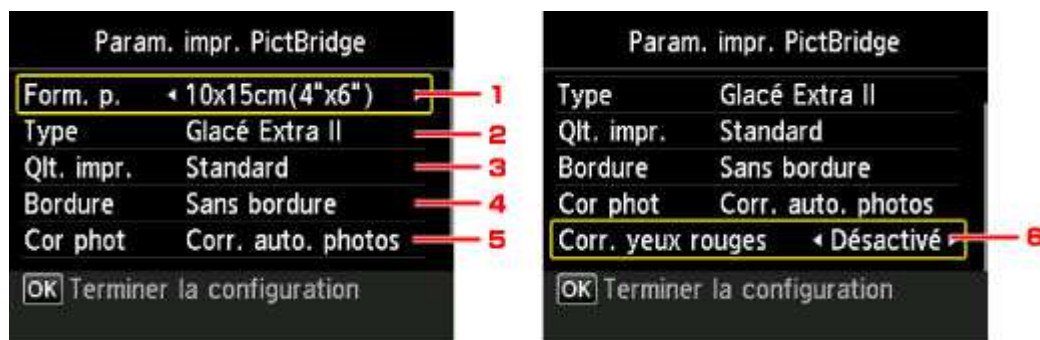 Param. impr. PictBridge
Form. p. 10x15cm(4"x6") 1
Type Glacé Extra II 2
Qlt. impr. Standard 3
Bordure Sans bordure 4
Cor phot Corr. auto. photos 5
OK Terminer la configuration
Param. impr. PictBridge
Type Glacé Extra II
Qlt. impr. Standard
Bordure Sans bordure
Cor phot Corr. auto. photos
Corr. yeux rouges Désactivé 6
OK Terminer la configuration